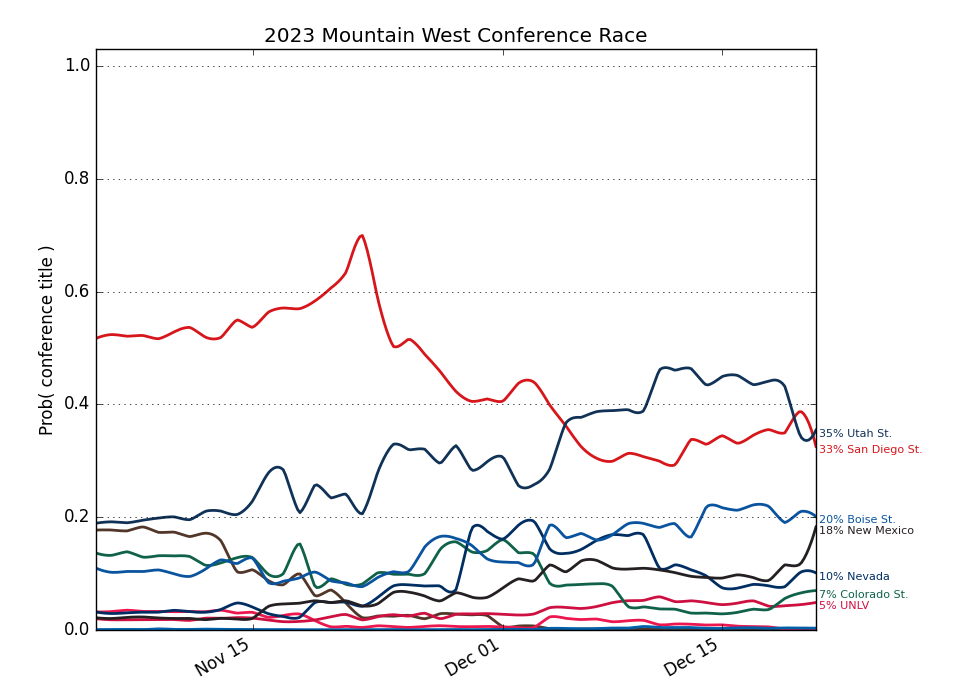 2023 Mountain West Conference Race
Prob( conference title )
1.0
0.8
0.6
0.4
0.2
0.0
Nov 15
Dec 01
Dec 15
35% Utah St.
33% San Diego St.
20% Boise St.
18% New Mexico
10% Nevada
7% Colorado St.
5% UNLV